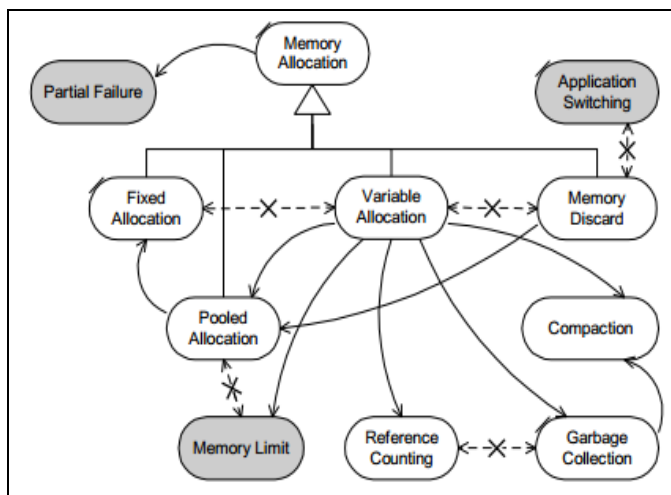 Memory
Allocation
Partial Failure
Application
Switching
Fixed
Allocation
Variable
Allocation
Memory
Discard
Pooled
Allocation
Compaction
Memory Limit
Reference
Counting
Garbage
Collection